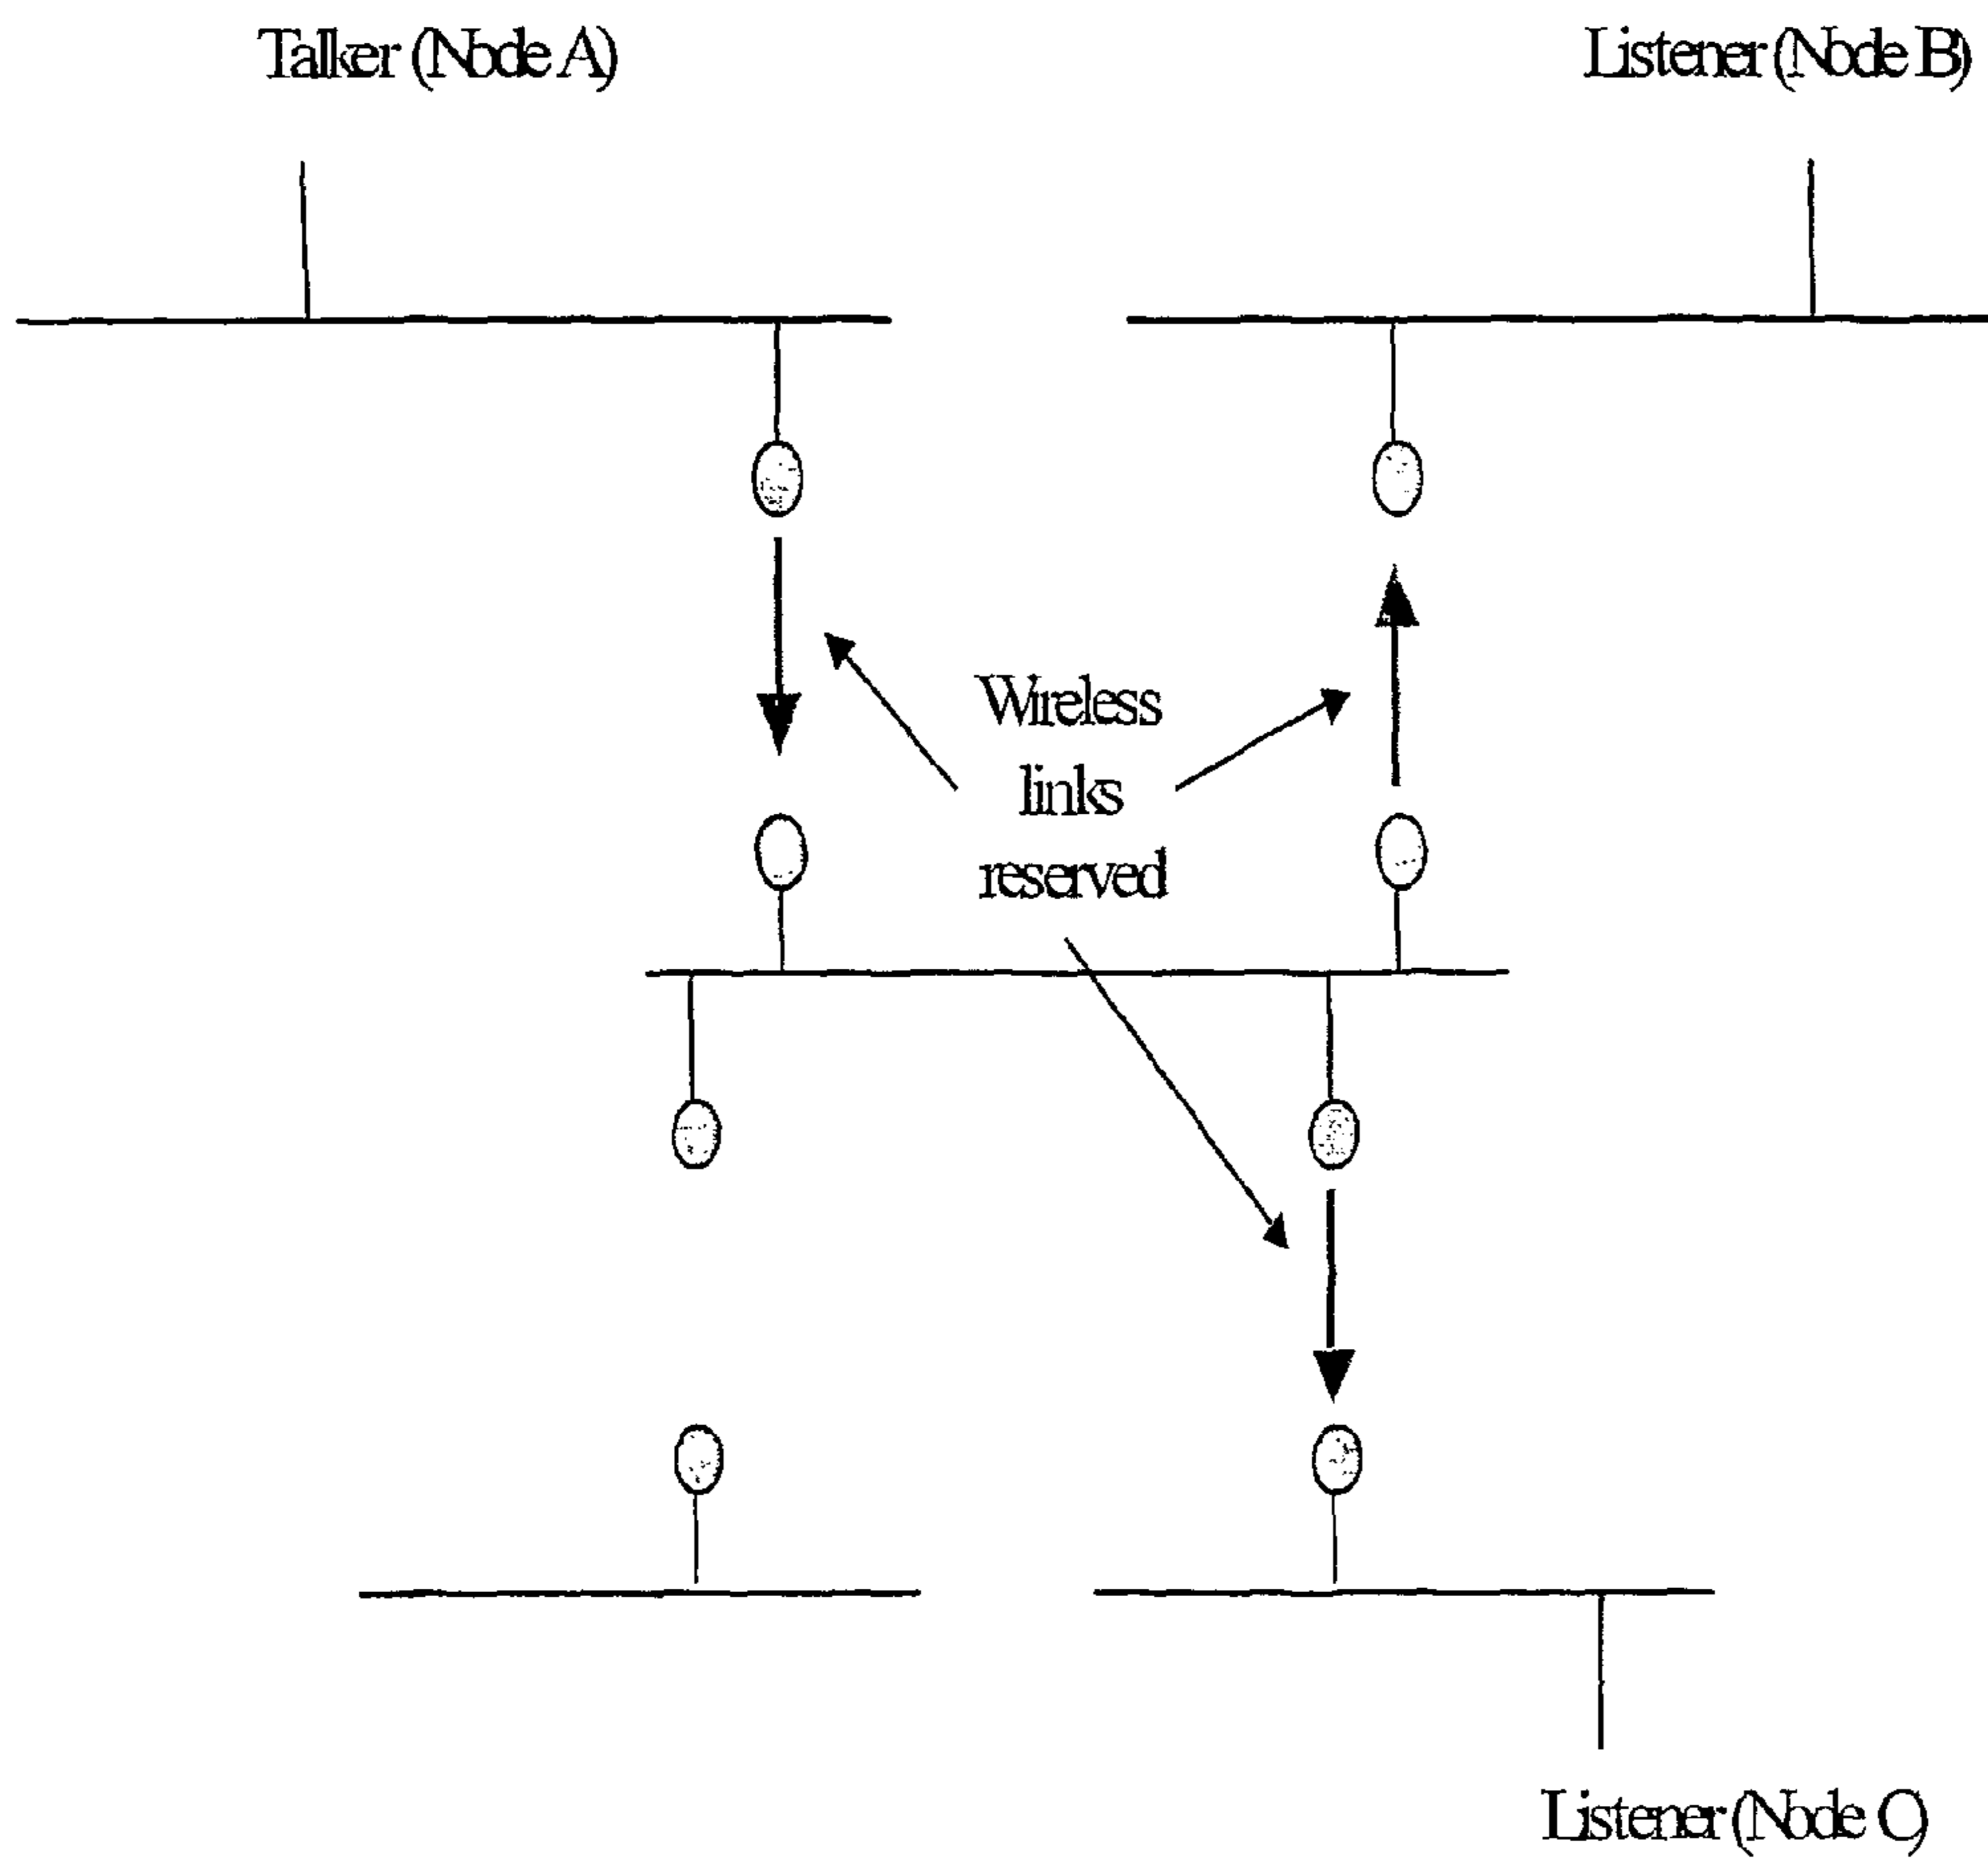 Talker (Node A)
Listener (Node B)
Wireless
links
reserved
Listener (Node C)